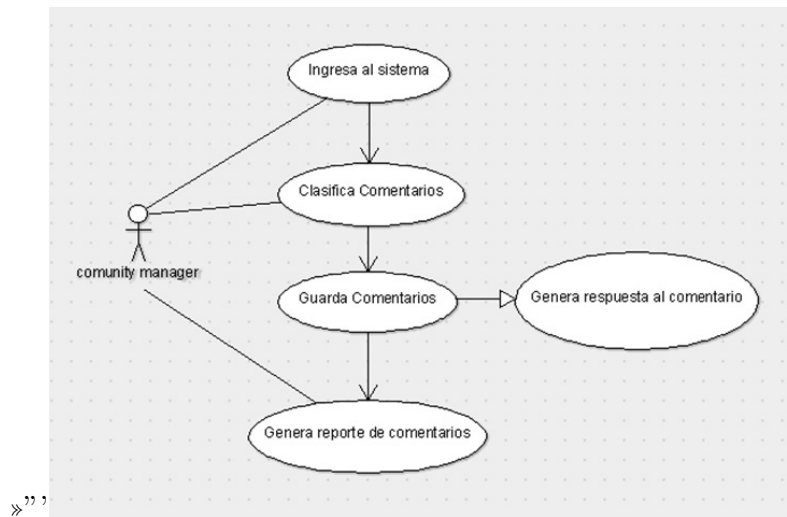 Ingresa al sistema
Clasifica Comentarios
comunity manager
Guarda Comentarios
Genera respuesta al comentario
Genera reporte de comentarios
»”’